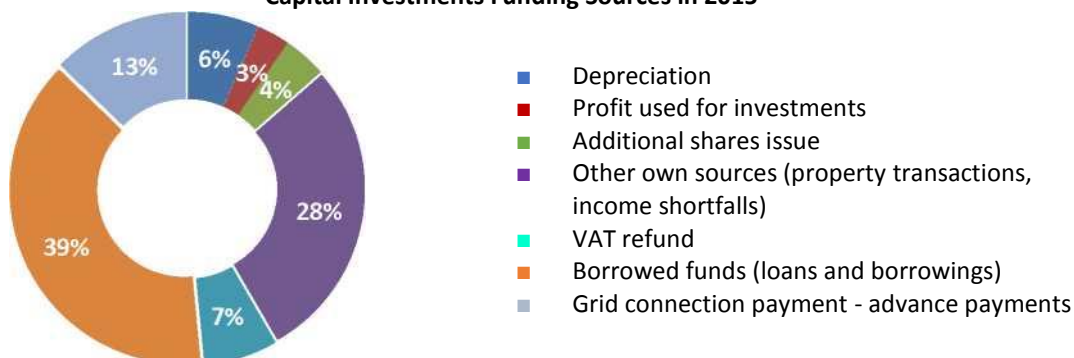 Capital Investments Funding Sources in 2015
6%
3%
4%
13%
28%
39%
7%
Depreciation
Profit used for investments
Additional shares issue
Other own sources (property transactions,
income shortfalls)
VAT refund
Borrowed funds (loans and borrowings)
Grid connection payment - advance payments